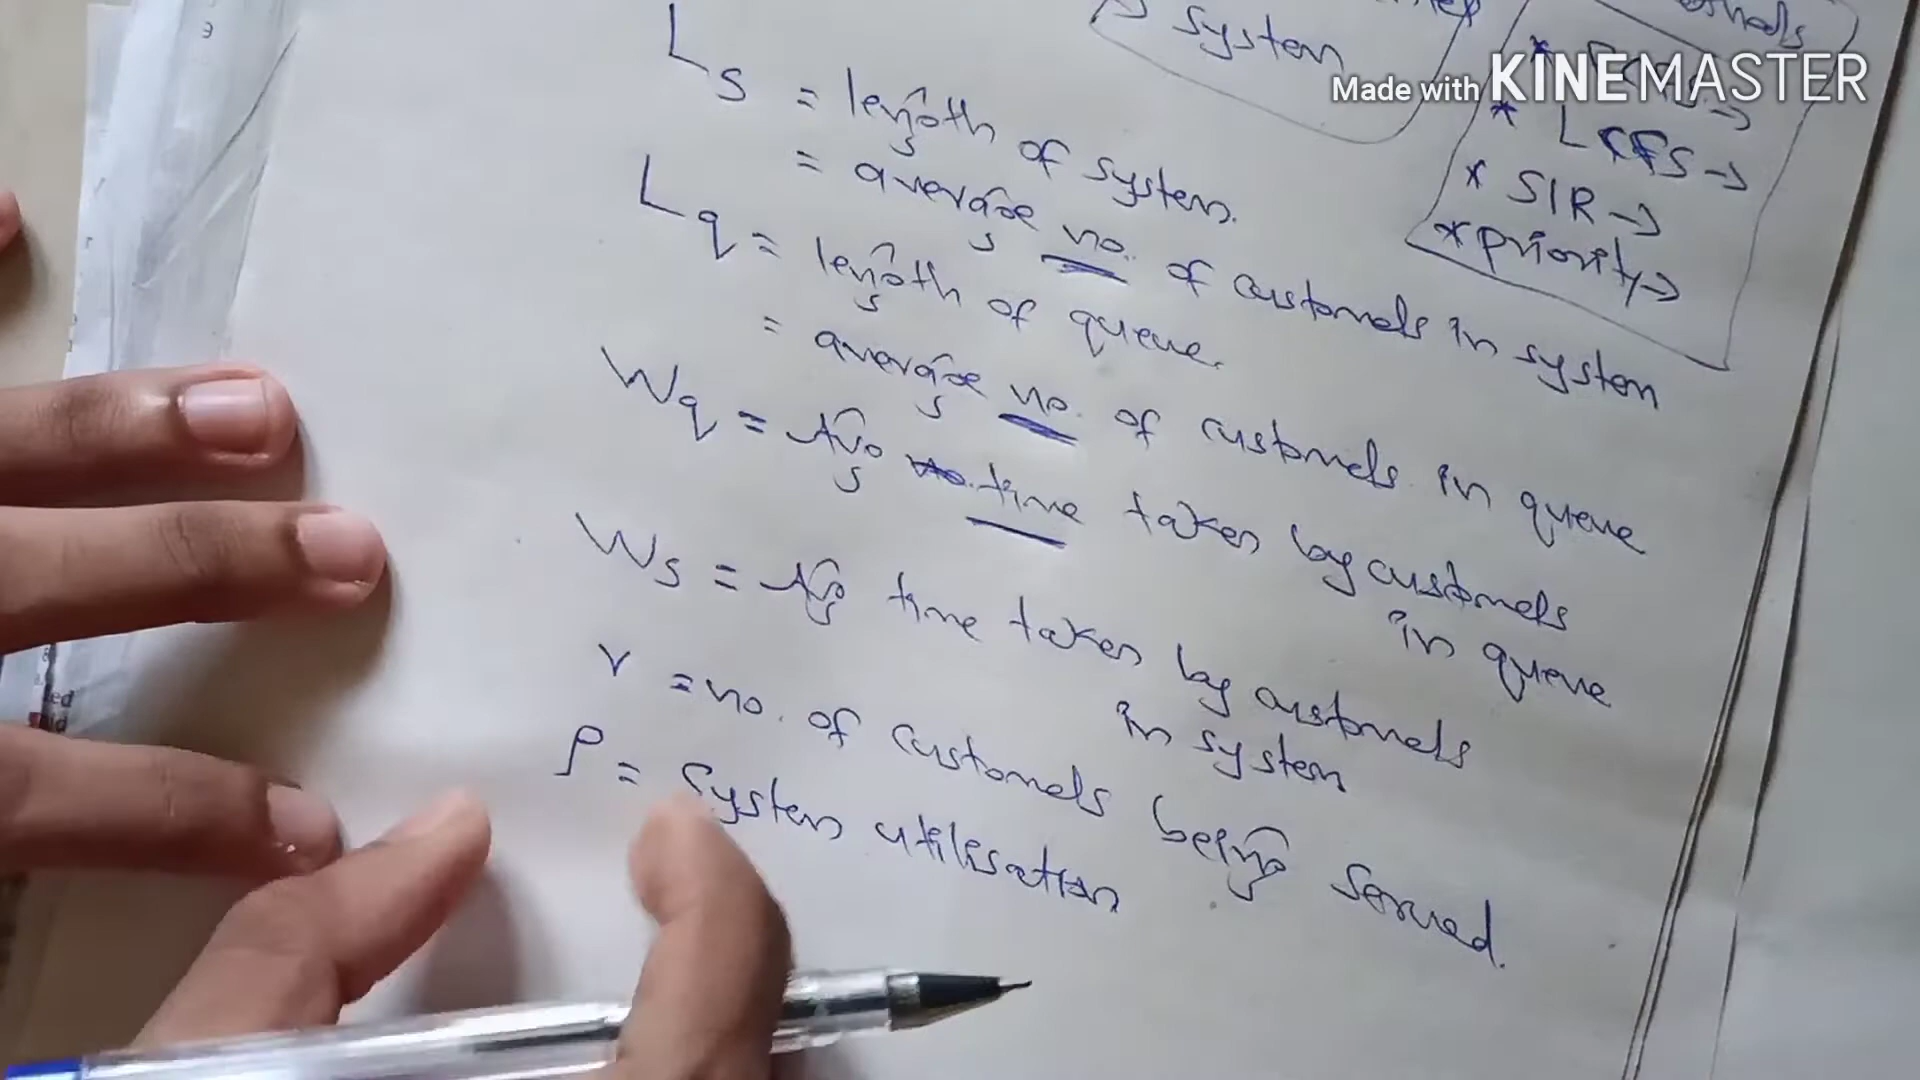 system
Made with KINEMASTER
* LCFS →
* SIR →
* priority →
Ls = length of system.
= average no. of customers in system
Lq = length of queue.
= average no. of customers in queue
Wq = Avg no. time taken by customers
in queue
Ws = Avg time taken by customers
in system
r = no. of customers being served.
ρ = System utilisation